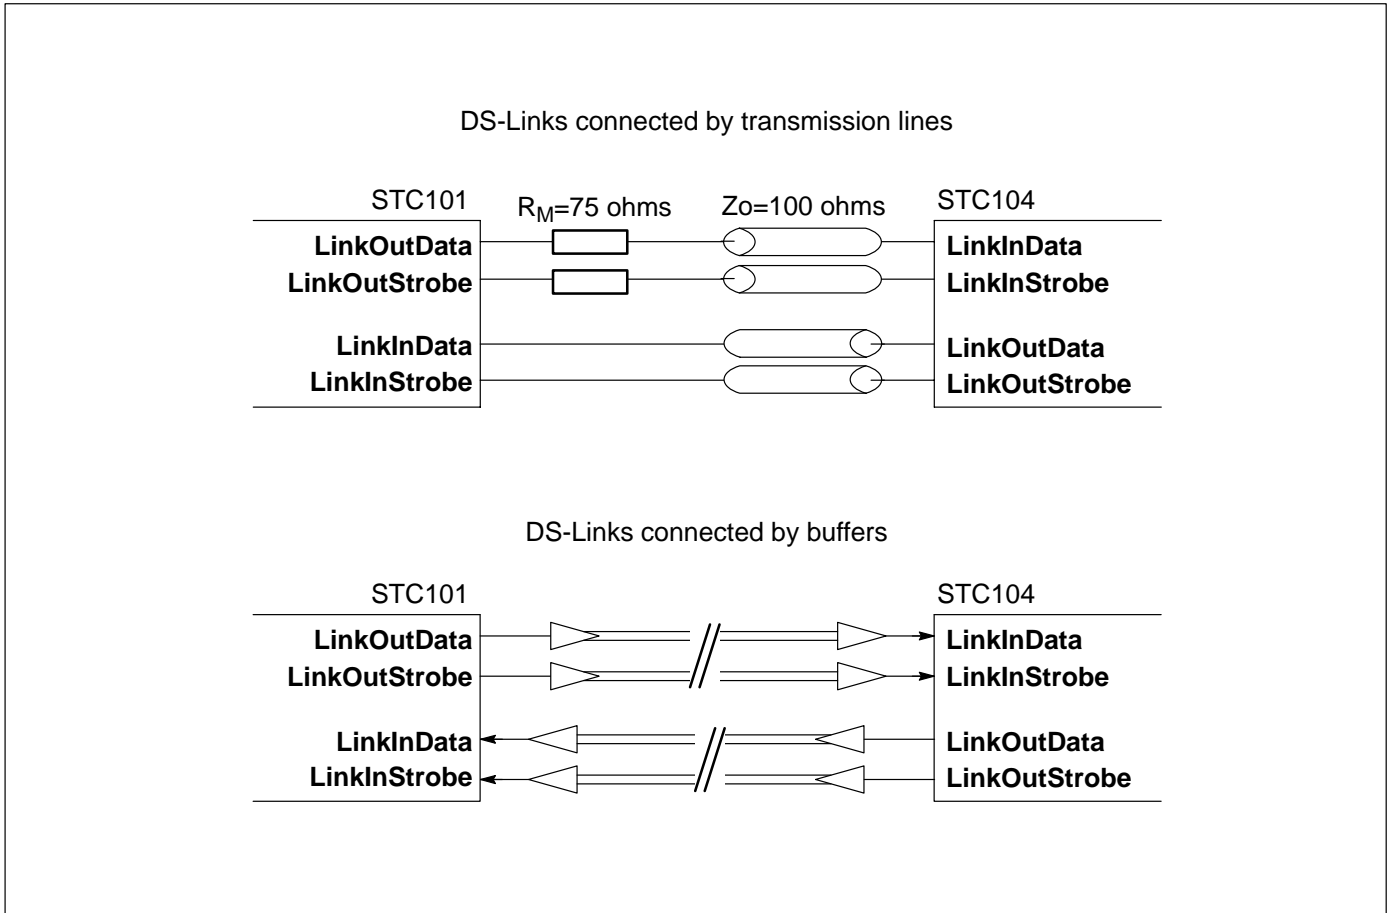 DS-Links connected by transmission lines
STC101
R_M=75 ohms
Zo=100 ohms
STC104
LinkOutData
LinkInData
LinkOutStrobe
LinkInStrobe
LinkInData
LinkOutData
LinkInStrobe
LinkOutStrobe
DS-Links connected by buffers
STC101
STC104
LinkOutData
LinkInData
LinkOutStrobe
LinkInStrobe
LinkInData
LinkOutData
LinkInStrobe
LinkOutStrobe